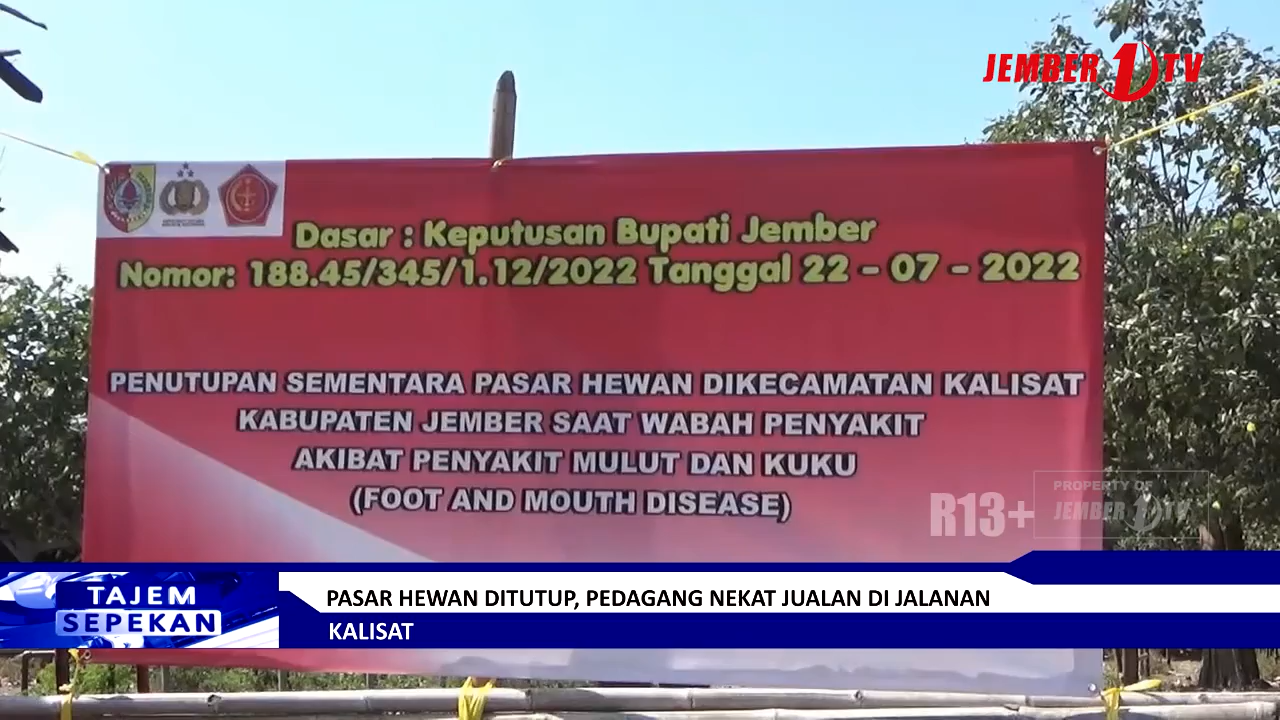 JEMBER 1 TV
Dasar : Keputusan Bupati Jember
Nomor: 188.45/345/1.12/2022 Tanggal 22 - 07 - 2022
PENUTUPAN SEMENTARA PASAR HEWAN DIKECAMATAN KALISAT
KABUPATEN JEMBER SAAT WABAH PENYAKIT
AKIBAT PENYAKIT MULUT DAN KUKU
(FOOT AND MOUTH DISEASE)
R13+
PROPERTY OF
JEMBER 1 TV
TAJEM
SEPEKAN
PASAR HEWAN DITUTUP, PEDAGANG NEKAT JUALAN DI JALANAN
KALISAT